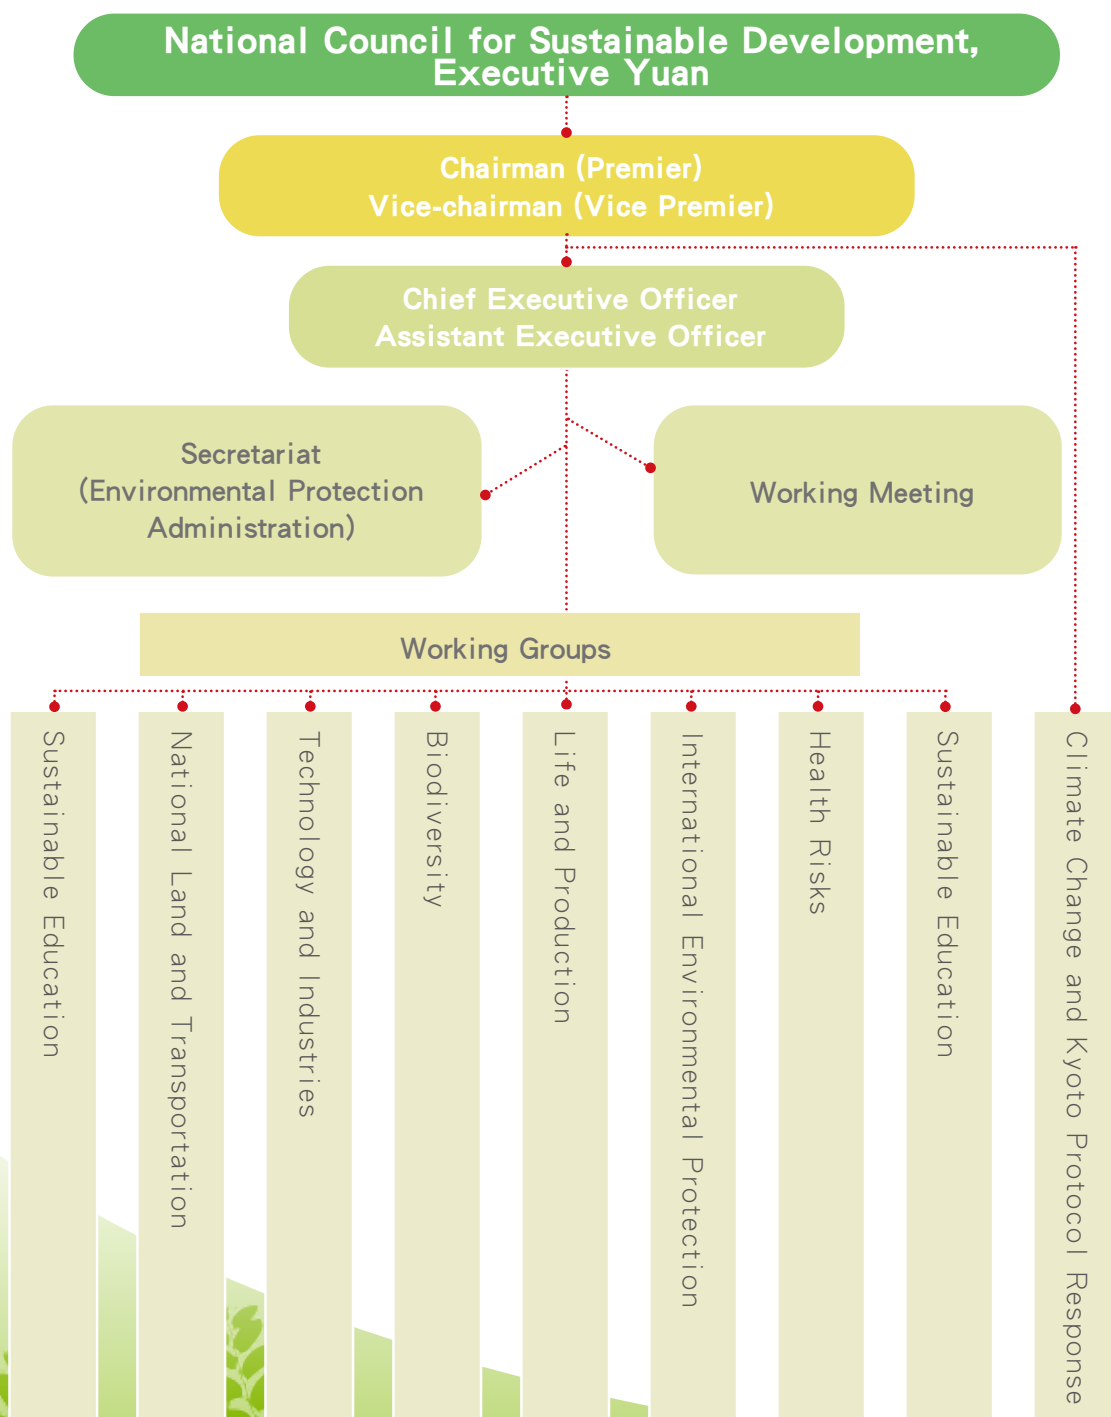 National Council for Sustainable Development,
Executive Yuan
Chairman (Premier)
Vice-chairman (Vice Premier)
Chief Executive Officer
Assistant Executive Officer
Secretariat
(Environmental Protection
Administration)
Working Meeting
Working Groups
Sustainable Education
National Land and Transportation
Technology and Industries
Biodiversity
Life and Production
International Environmental Protection
Health Risks
Sustainable Education
Climate Change and Kyoto Protocol Response